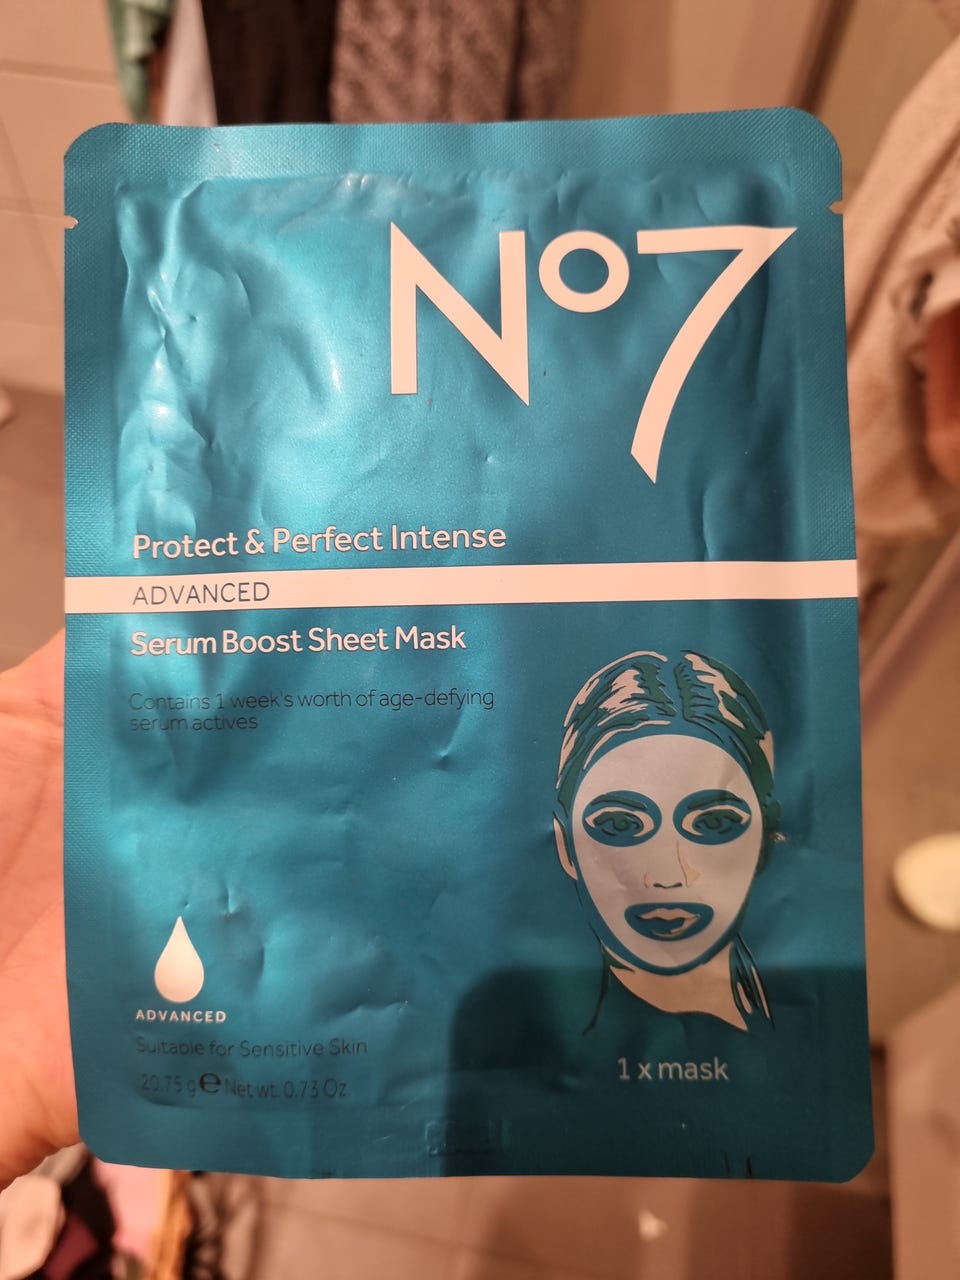 No7
Protect & Perfect Intense
ADVANCED
Serum Boost Sheet Mask
Contains 1 week's worth of age-defying
serum actives
ADVANCED
Suitable for Sensitive Skin
20.75 g ℮ Net wt. 0.73 Oz.
1 x mask